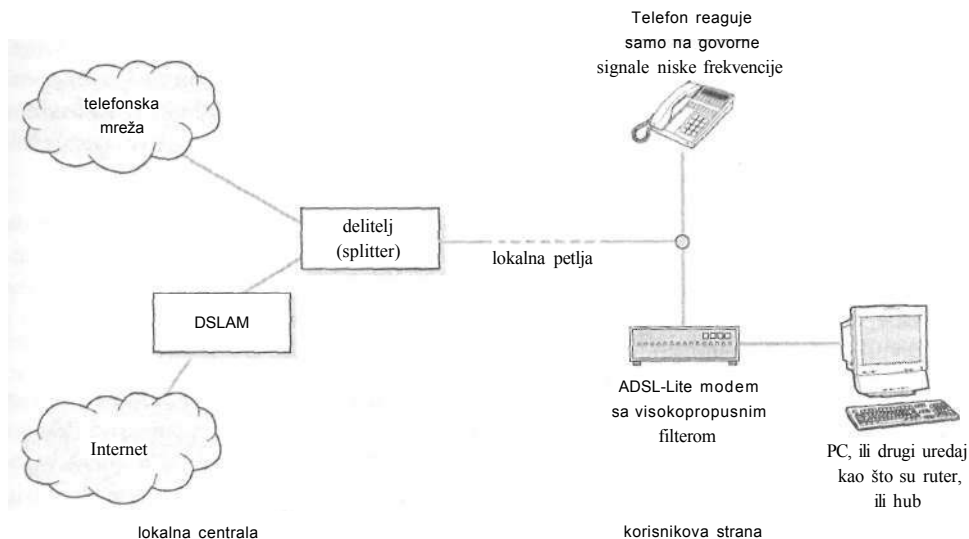 Telefon reaguje
samo na govorne
signale niske frekvencije
telefonska
mreža
delitelj
(splitter)
lokalna petlja
DSLAM
ADSL-Lite modem
sa visokopropusnim
filterom
Internet
PC, ili drugi uredaj
kao što su ruter,
ili hub
lokalna centrala
korisnikova strana